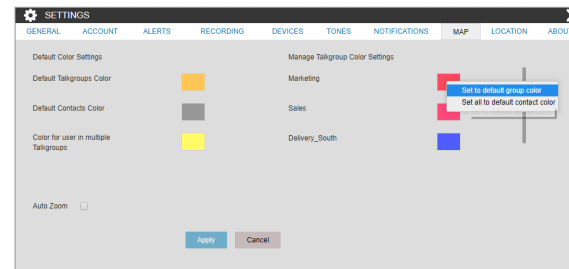 SETTINGS
GENERAL ACCOUNT ALERTS RECORDING DEVICES TONES NOTIFICATIONS MAP LOCATION ABOU
Default Color Settings Manage Talkgroup Color Settings
Default Talkgroups Color Marketing
Set to default group color
Set all to default contact color
Default Contacts Color Sales
Color for user in multiple Delivery_South
Talkgroups
Auto Zoom
Apply Cancel